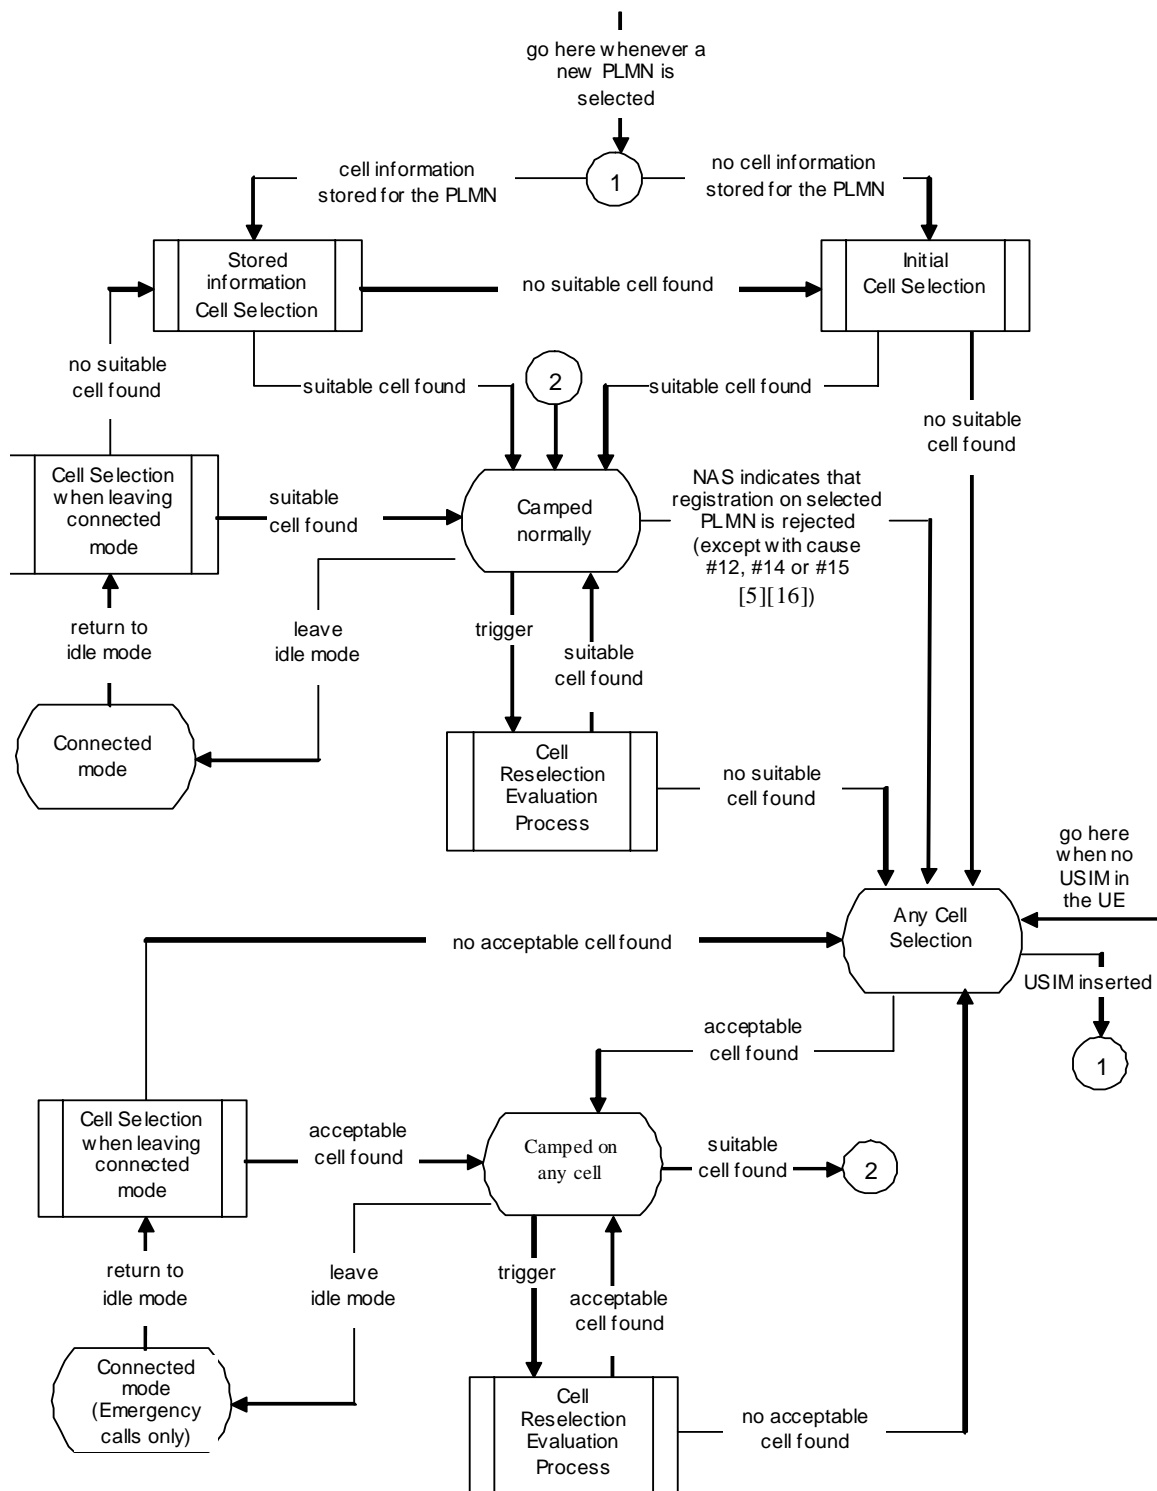 go here whenever a
new PLMN is
selected
cell information
stored for the PLMN
1
no cell information
stored for the PLMN
Stored
information
Cell Selection
no suitable cell found
Initial
Cell Selection
no suitable
cell found
suitable cell found
2
suitable cell found
no suitable
cell found
Cell Selection
when leaving
connected
mode
suitable
cell found
Camped
normally
NAS indicates that
registration on selected
PLMN is rejected
(except with cause
#12, #14 or #15
[5][16])
return to
idle mode
leave
idle mode
trigger
suitable
cell found
Connected
mode
Cell
Reselection
Evaluation
Process
no suitable
cell found
go here
when no
USIM in
the UE
Any Cell
Selection
no acceptable cell found
USIM inserted
1
acceptable
cell found
Cell Selection
when leaving
connected
mode
acceptable
cell found
Camped on
any cell
suitable
cell found
2
return to
idle mode
leave
idle mode
trigger
acceptable
cell found
Connected
mode
(Emergency
calls only)
Cell
Reselection
Evaluation
Process
no acceptable
cell found